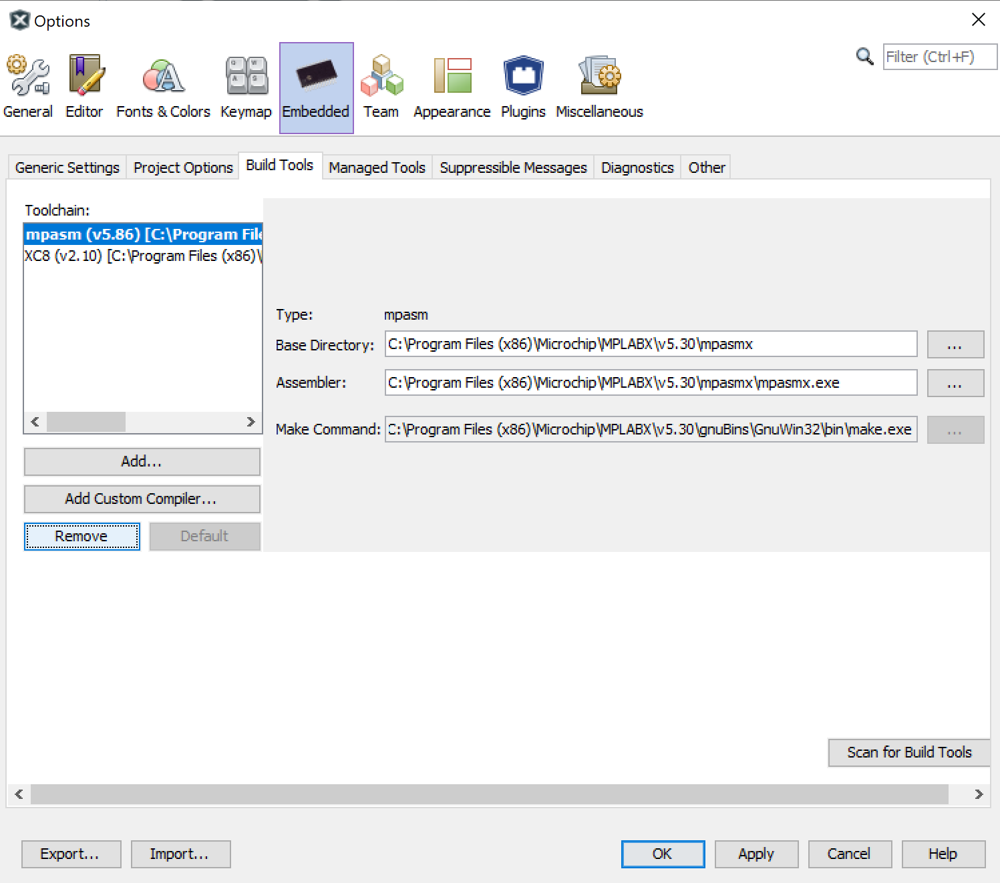 Options
Filter (Ctrl+F)
General Editor Fonts & Colors Keymap Embedded Team Appearance Plugins Miscellaneous
Generic Settings Project Options Build Tools Managed Tools Suppressible Messages Diagnostics Other
Toolchain:
mpasm (v5.86) [C:\Program File
XC8 (v2.10) [C:\Program Files (x86)\
Type: mpasm
Base Directory: C:\Program Files (x86)\Microchip\MPLABX\v5.30\mpasmx ...
Assembler: C:\Program Files (x86)\Microchip\MPLABX\v5.30\mpasmx\mpasmx.exe ...
Make Command: C:\Program Files (x86)\Microchip\MPLABX\v5.30\gnuBins\GnuWin32\bin\make.exe ...
Add...
Add Custom Compiler...
Remove Default
Scan for Build Tools
Export... Import... OK Apply Cancel Help